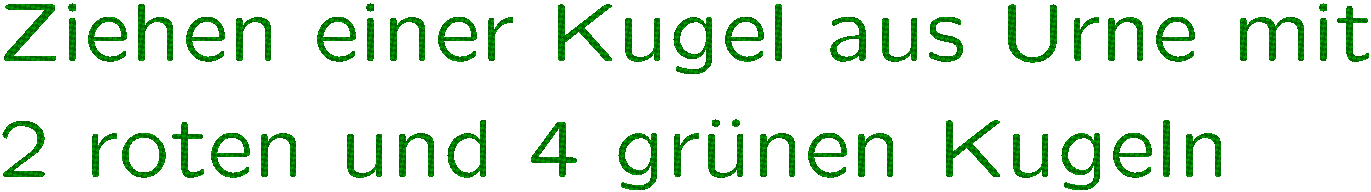 Ziehen einer Kugel aus Urne mit
2 roten und 4 grünen Kugeln